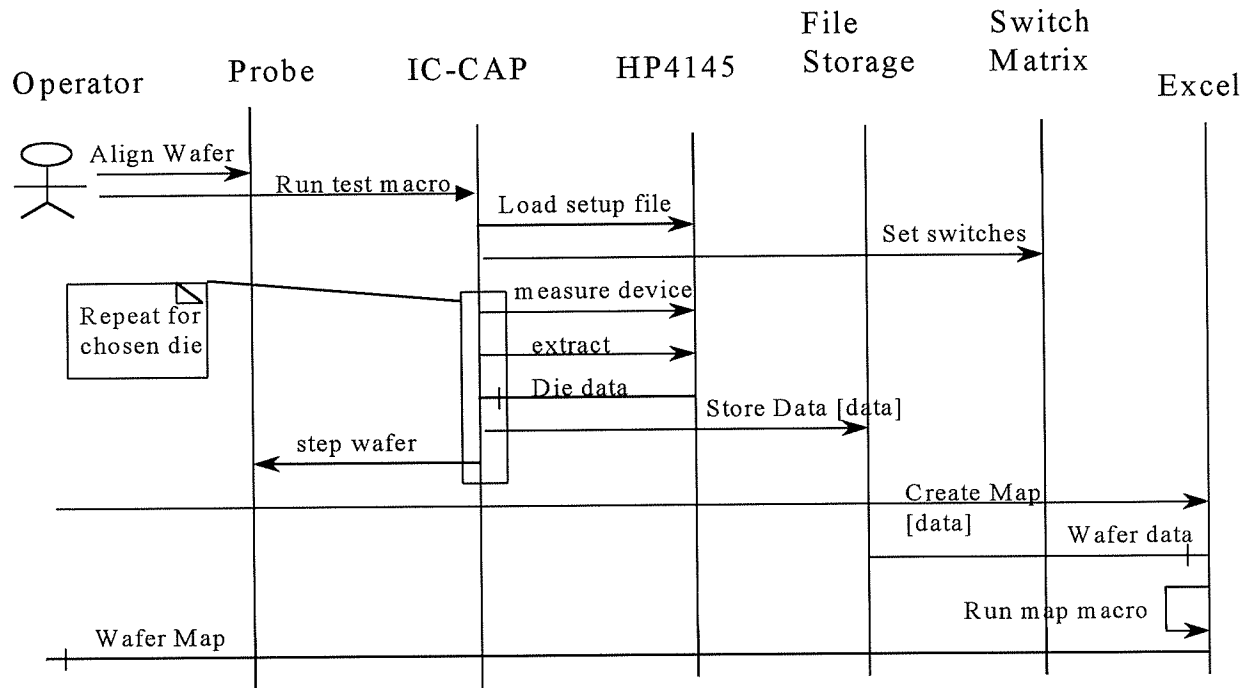 File
Storage
Switch
Matrix
Operator
Probe
IC-CAP
HP4145
Excel
Align Wafer
Run test macro
Load setup file
Set switches
Repeat for
chosen die
measure device
extract
Die data
Store Data [data]
step wafer
Create Map
[data]
Wafer data
Run map macro
Wafer Map